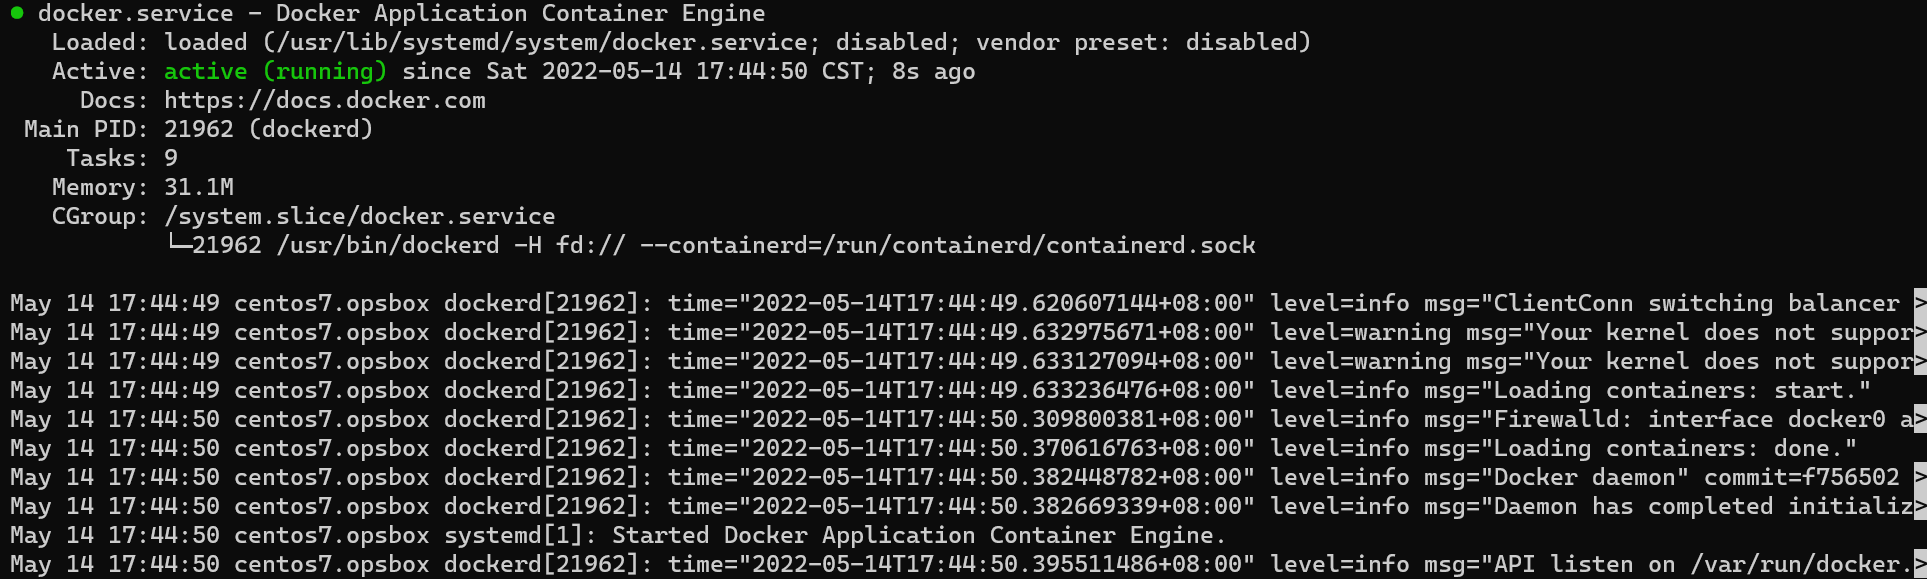 ● docker.service - Docker Application Container Engine
   Loaded: loaded (/usr/lib/systemd/system/docker.service; disabled; vendor preset: disabled)
   Active: active (running) since Sat 2022-05-14 17:44:50 CST; 8s ago
     Docs: https://docs.docker.com
 Main PID: 21962 (dockerd)
    Tasks: 9
   Memory: 31.1M
   CGroup: /system.slice/docker.service
           └─21962 /usr/bin/dockerd -H fd:// --containerd=/run/containerd/containerd.sock

May 14 17:44:49 centos7.opsbox dockerd[21962]: time="2022-05-14T17:44:49.620607144+08:00" level=info msg="ClientConn switching balancer >
May 14 17:44:49 centos7.opsbox dockerd[21962]: time="2022-05-14T17:44:49.632975671+08:00" level=warning msg="Your kernel does not suppor>
May 14 17:44:49 centos7.opsbox dockerd[21962]: time="2022-05-14T17:44:49.633127094+08:00" level=warning msg="Your kernel does not suppor>
May 14 17:44:49 centos7.opsbox dockerd[21962]: time="2022-05-14T17:44:49.633236476+08:00" level=info msg="Loading containers: start."
May 14 17:44:50 centos7.opsbox dockerd[21962]: time="2022-05-14T17:44:50.309800381+08:00" level=info msg="Firewalld: interface docker0 a>
May 14 17:44:50 centos7.opsbox dockerd[21962]: time="2022-05-14T17:44:50.370616763+08:00" level=info msg="Loading containers: done."
May 14 17:44:50 centos7.opsbox dockerd[21962]: time="2022-05-14T17:44:50.382448782+08:00" level=info msg="Docker daemon" commit=f756502 >
May 14 17:44:50 centos7.opsbox dockerd[21962]: time="2022-05-14T17:44:50.382669339+08:00" level=info msg="Daemon has completed initializ>
May 14 17:44:50 centos7.opsbox systemd[1]: Started Docker Application Container Engine.
May 14 17:44:50 centos7.opsbox dockerd[21962]: time="2022-05-14T17:44:50.395511486+08:00" level=info msg="API listen on /var/run/docker.>